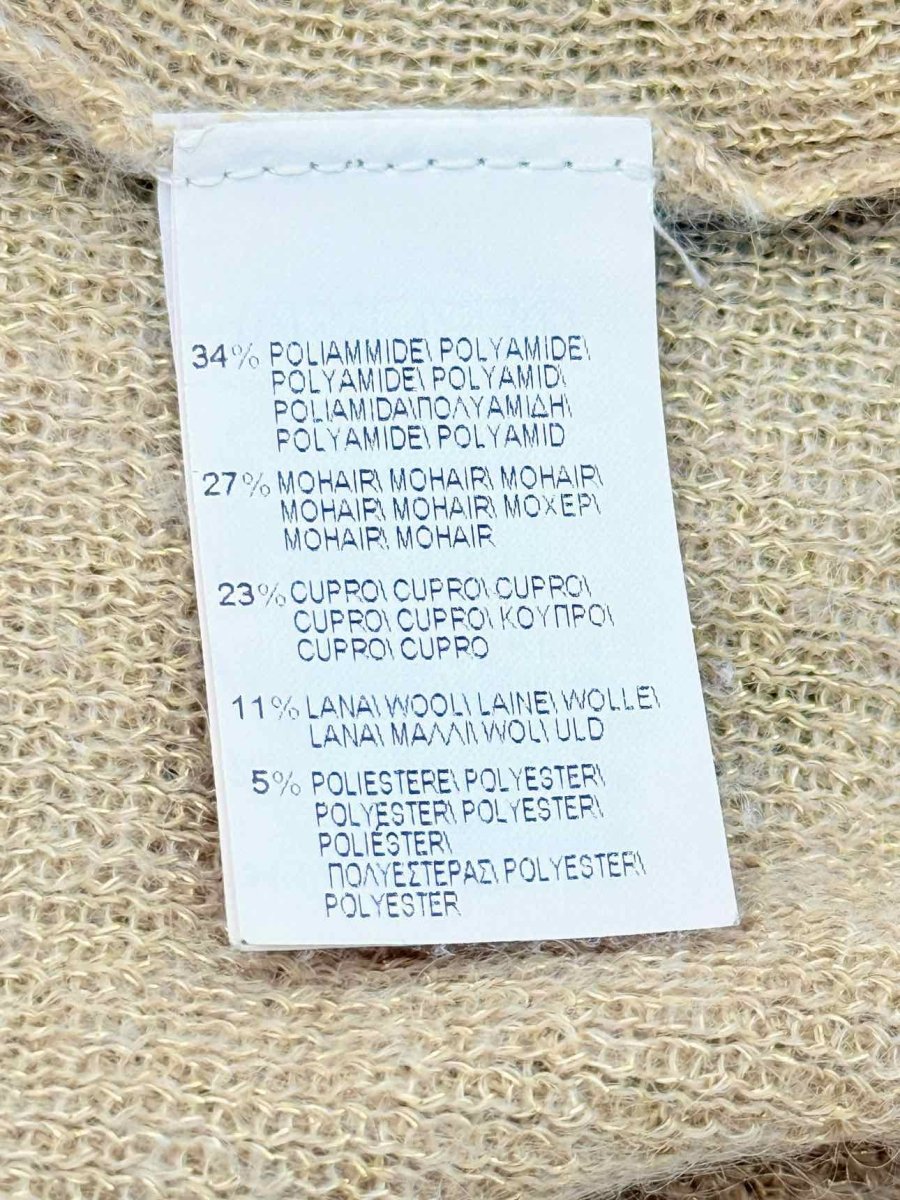 34% POLIAMMIDE\ POLYAMIDE\
POLYAMIDE\ POLYAMID\
POLIAMIDA\ΠΟΛΥΑΜΙΔΗ\
POLYAMIDE\ POLYAMID
27% MOHAIR\ MOHAIR\ MOHAIR\
MOHAIR\ MOHAIR\ ΜΟΧΕΡ\
MOHAIR\ MOHAIR
23% CUPRO\ CUPRO\ CUPRO\
CUPRO\ CUPRO\ ΚΟΥΠΡΟ\
CUPRO\ CUPRO
11% LANA\ WOOL\ LAINE\ WOLLE\
LANA\ ΜΑΛΛΙ\ WOL\ ULD
5% POLIESTERE\ POLYESTER\
POLYESTER\ POLYESTER\
POLIÉSTER\
ΠΟΛΥΕΣΤΕΡΑΣ\ POLYESTER\
POLYESTER